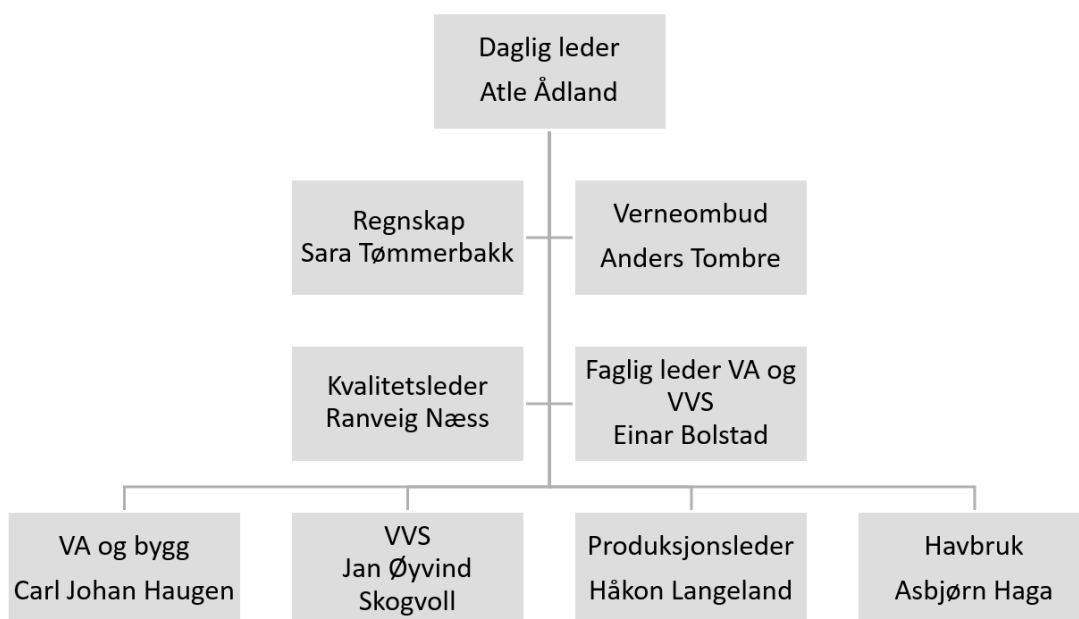 Daglig leder
Atle Ådland
Regnskap
Sara Tømmerbakk
Verneombud
Anders Tombre
Kvalitetsleder
Ranveig Næss
Faglig leder VA og
VVS
Einar Bolstad
VA og bygg
Carl Johan Haugen
VVS
Jan Øyvind
Skogvoll
Produksjonsleder
Håkon Langeland
Havbruk
Asbjørn Haga